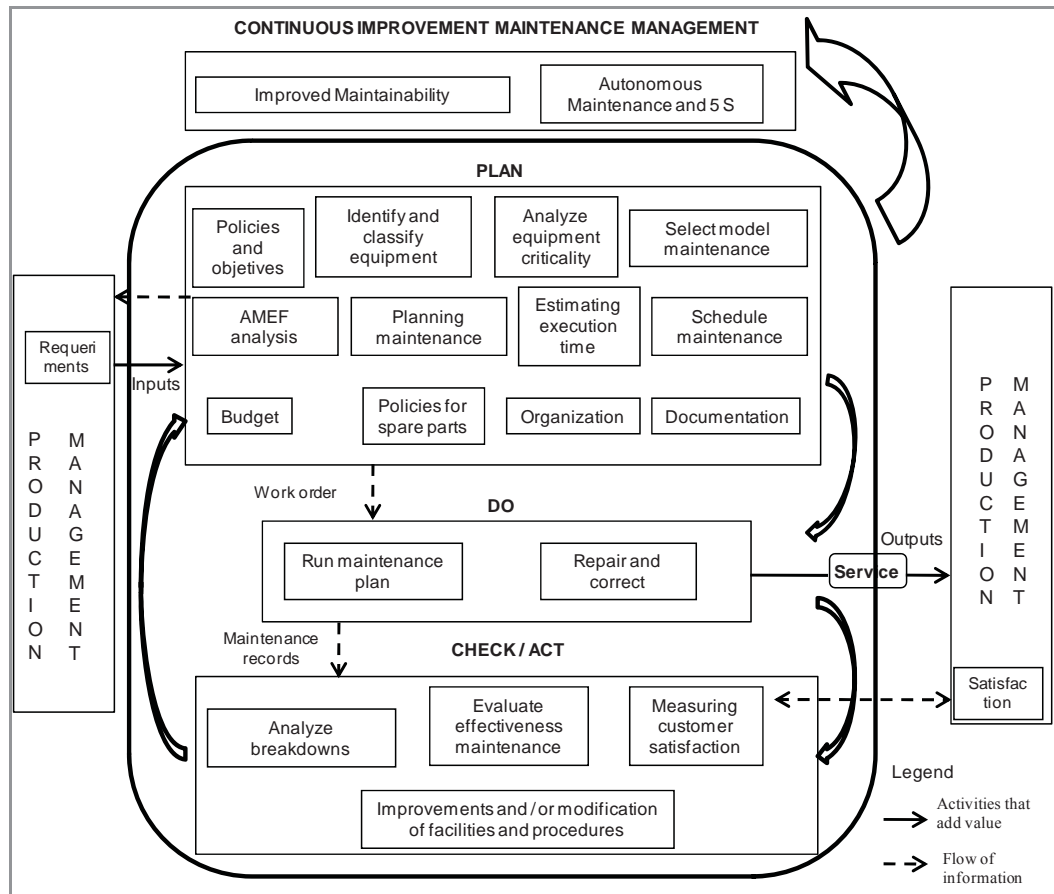 CONTINUOUS IMPROVEMENT MAINTENANCE MANAGEMENT
Improved Maintainability
Autonomous
Maintenance and 5 S
PLAN
Policies
and
objetives
Identify and
classify
equipment
Analyze
equipment
criticality
Select model
maintenance
AMEF
analysis
Planning
maintenance
Estimating
execution
time
Schedule
maintenance
Budget
Policies for
spare parts
Organization
Documentation
Requeri
ments
Inputs
PRODUCTION
MANAGEMENT
Work order
DO
Run maintenance
plan
Repair and
correct
Service
Outputs
PRODUCTION
MANAGEMENT
Maintenance
records
CHECK / ACT
Analyze
breakdowns
Evaluate
effectiveness
maintenance
Measuring
customer
satisfaction
Satisfac
tion
Improvements and / or modification
of facilities and procedures
Legend
Activities that
add value
Flow of
information